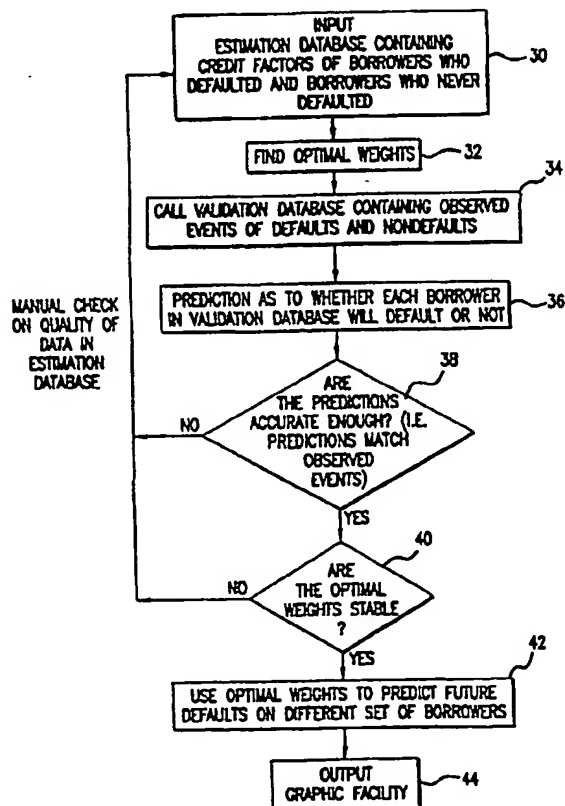 INPUT
ESTIMATION DATABASE CONTAINING
CREDIT FACTORS OF BORROWERS WHO
DEFAULTED AND BORROWERS WHO NEVER
DEFAULTED
30
FIND OPTIMAL WEIGHTS
32
34
CALL VALIDATION DATABASE CONTAINING OBSERVED
EVENTS OF DEFAULTS AND NONDEFAULTS
MANUAL CHECK
ON QUALITY OF
DATA IN
ESTIMATION
DATABASE
PREDICTION AS TO WHETHER EACH BORROWER
IN VALIDATION DATABASE WILL DEFAULT OR NOT
36
38
ARE
THE PREDICTIONS
ACCURATE ENOUGH? (I.E.
PREDICTIONS MATCH
OBSERVED
EVENTS)
NO
YES
40
ARE
THE OPTIMAL
WEIGHTS STABLE
?
NO
YES
42
USE OPTIMAL WEIGHTS TO PREDICT FUTURE
DEFAULTS ON DIFFERENT SET OF BORROWERS
OUTPUT
GRAPHIC FACILITY
44